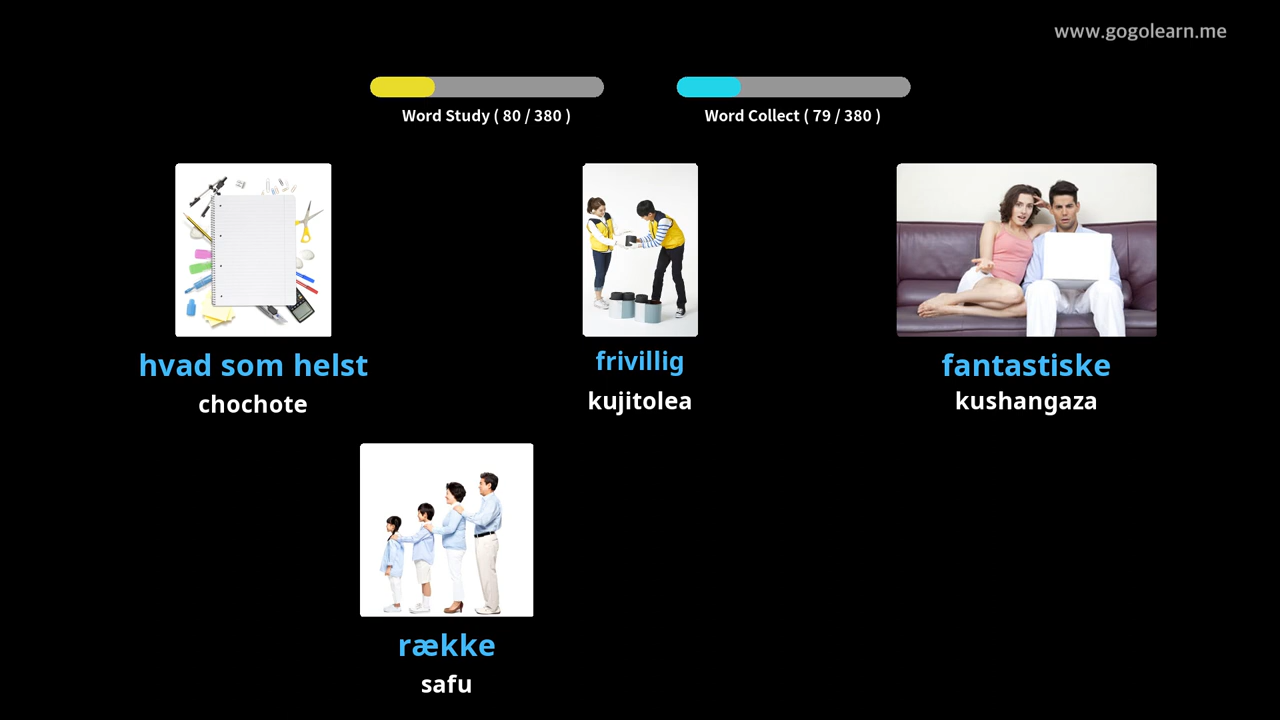 www.gogolearn.me
Word Study ( 80 / 380 )
Word Collect ( 79 / 380 )
hvad som helst
chochote
frivillig
kujitolea
fantastiske
kushangaza
række
safu